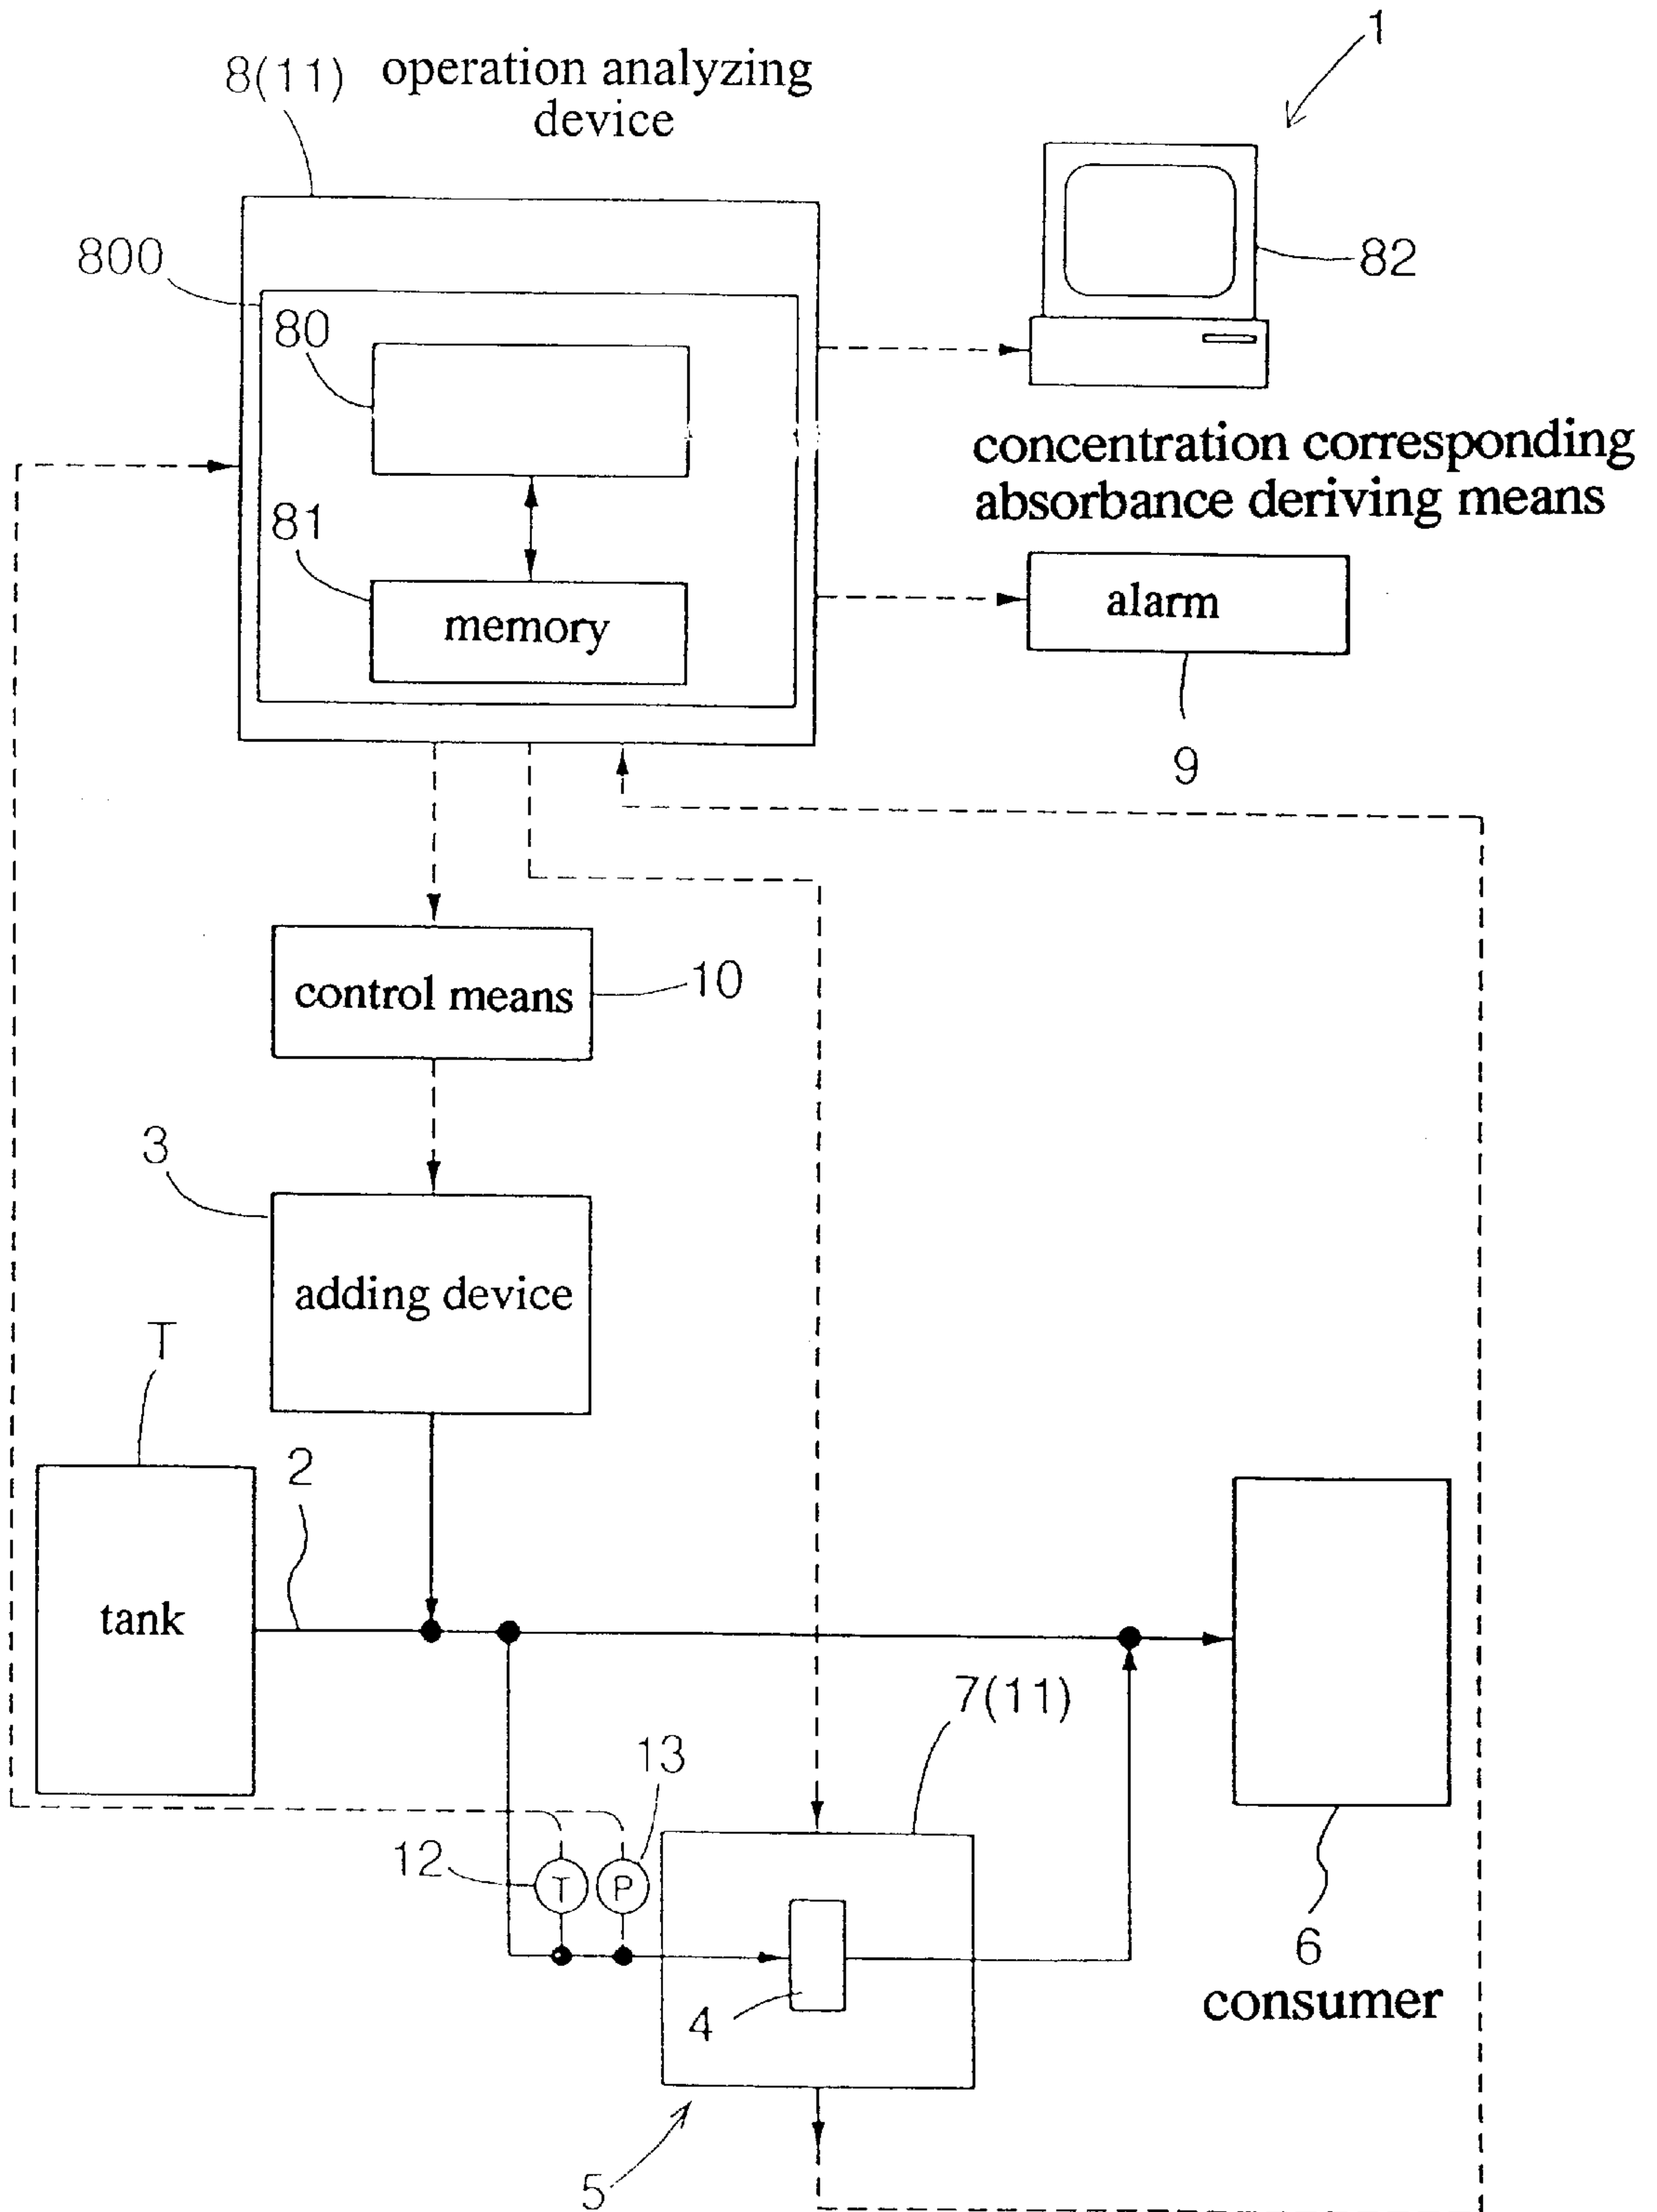 1
8(11) operation analyzing
device
800
80
82
concentration corresponding
absorbance deriving means
81
memory
alarm
9
control means
10
3
adding device
T
2
tank
7(11)
13
12
T
P
4
6
consumer
5